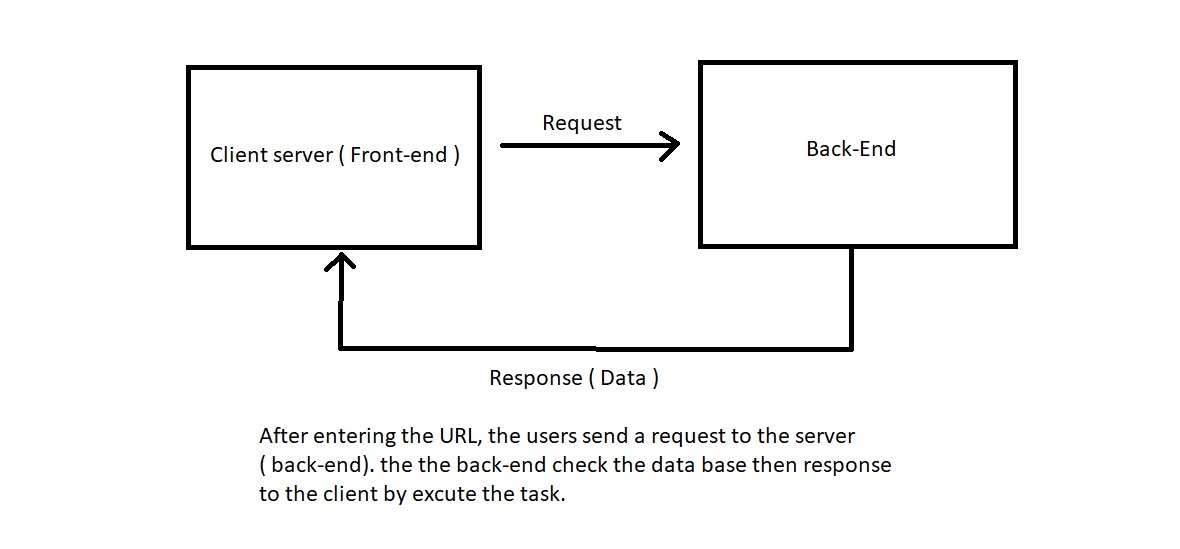 Request
Client server ( Front-end )
Back-End
Response ( Data )
After entering the URL, the users send a request to the server
( back-end). the the back-end check the data base then response
to the client by excute the task.